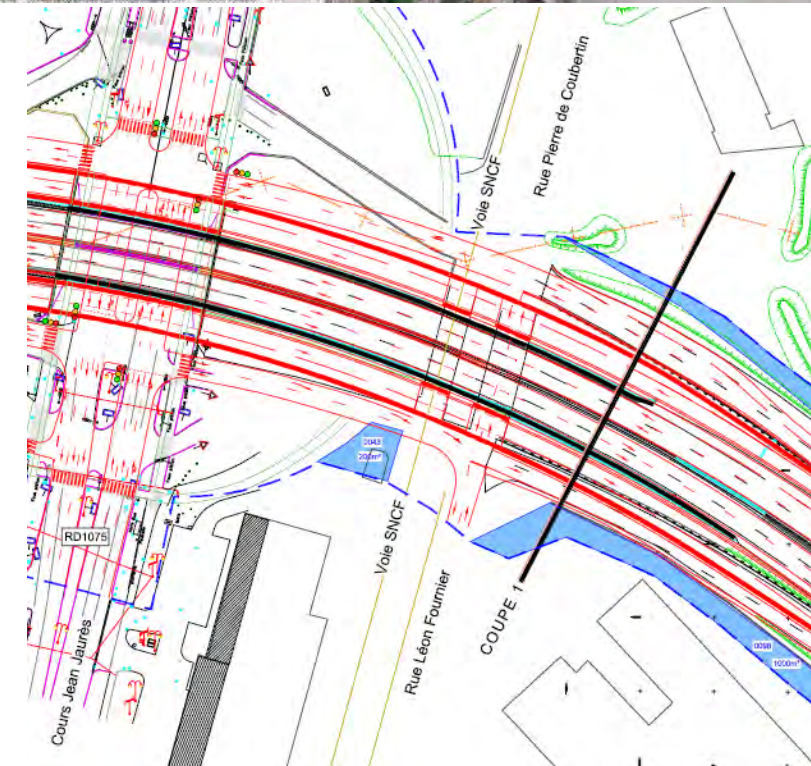 Rue Pierre de Coubertin
Voie SNCF
0043
200m²
RD1075
Voie SNCF
Rue Léon Fournier
COUPE 1
Cours Jean Jaurès
0098
1000m²